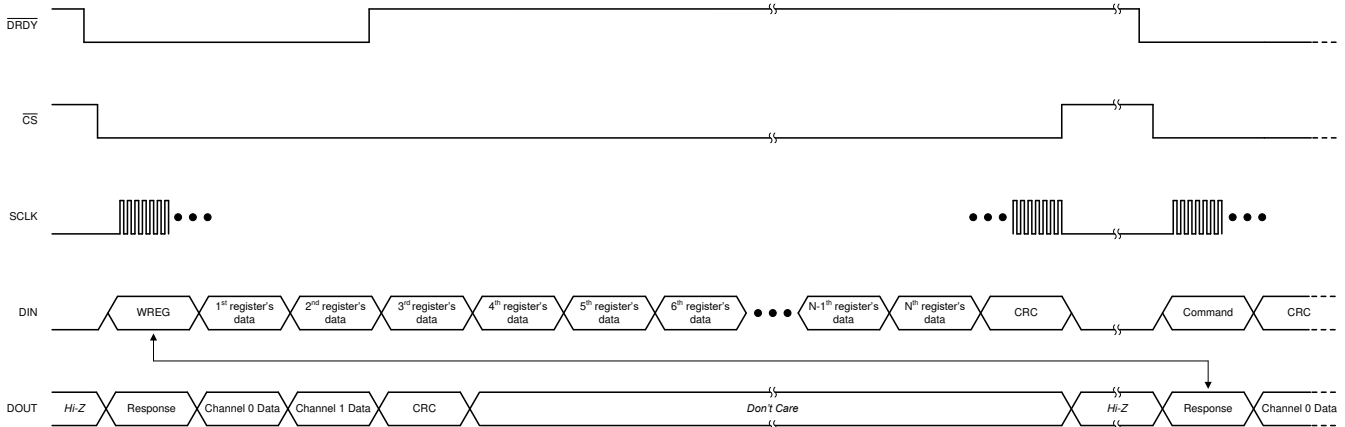 DRDY
CS
SCLK
DIN
WREG
1st register's
data
2nd register's
data
3rd register's
data
4th register's
data
5th register's
data
6th register's
data
N-1th register's
data
Nth register's
data
CRC
Command
CRC
DOUT
Hi-Z
Response
Channel 0 Data
Channel 1 Data
CRC
Don't Care
Hi-Z
Response
Channel 0 Data